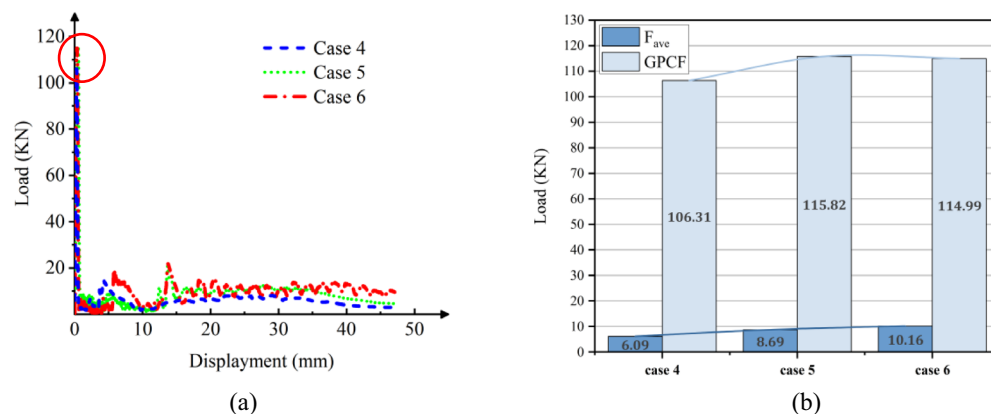 120
100
80
60
40
20
0
10
20
30
40
50
Load (KN)
Displayment (mm)
Case 4
Case 5
Case 6
(a)
130
120
110
100
90
80
70
60
50
40
30
20
10
0
Load (KN)
Fave
GPCF
106.31
115.82
114.99
6.09
8.69
10.16
case 4
case 5
case 6
(b)